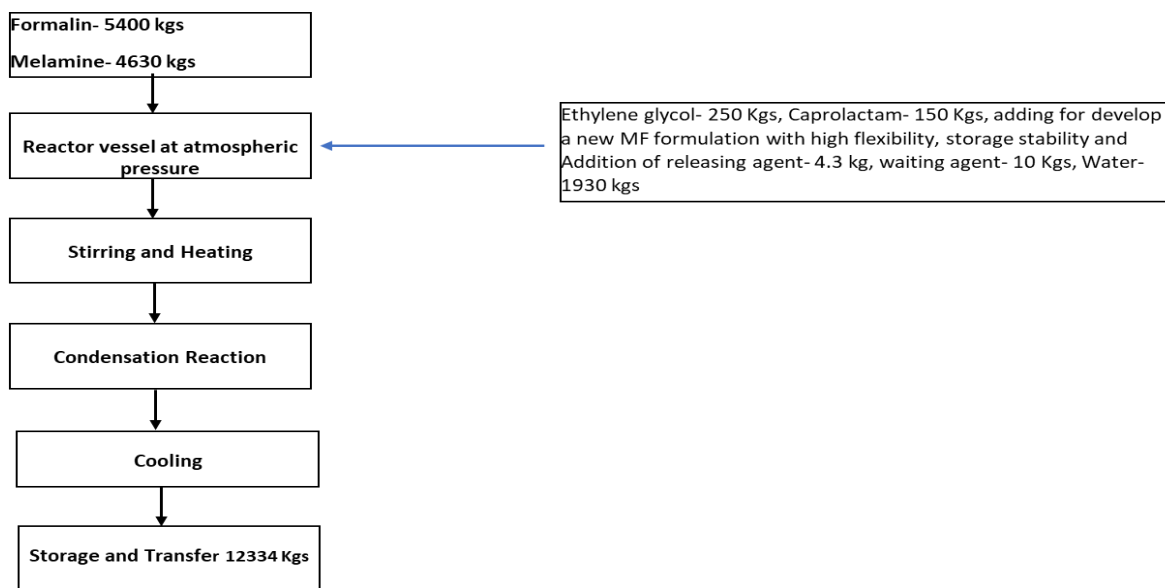 Formalin- 5400 kgs
Melamine- 4630 kgs
Reactor vessel at atmospheric
pressure
Ethylene glycol- 250 Kgs, Caprolactam- 150 Kgs, adding for develop
a new MF formulation with high flexibility, storage stability and
Addition of releasing agent- 4.3 kg, waiting agent- 10 Kgs, Water-
1930 kgs
Stirring and Heating
Condensation Reaction
Cooling
Storage and Transfer 12334 Kgs